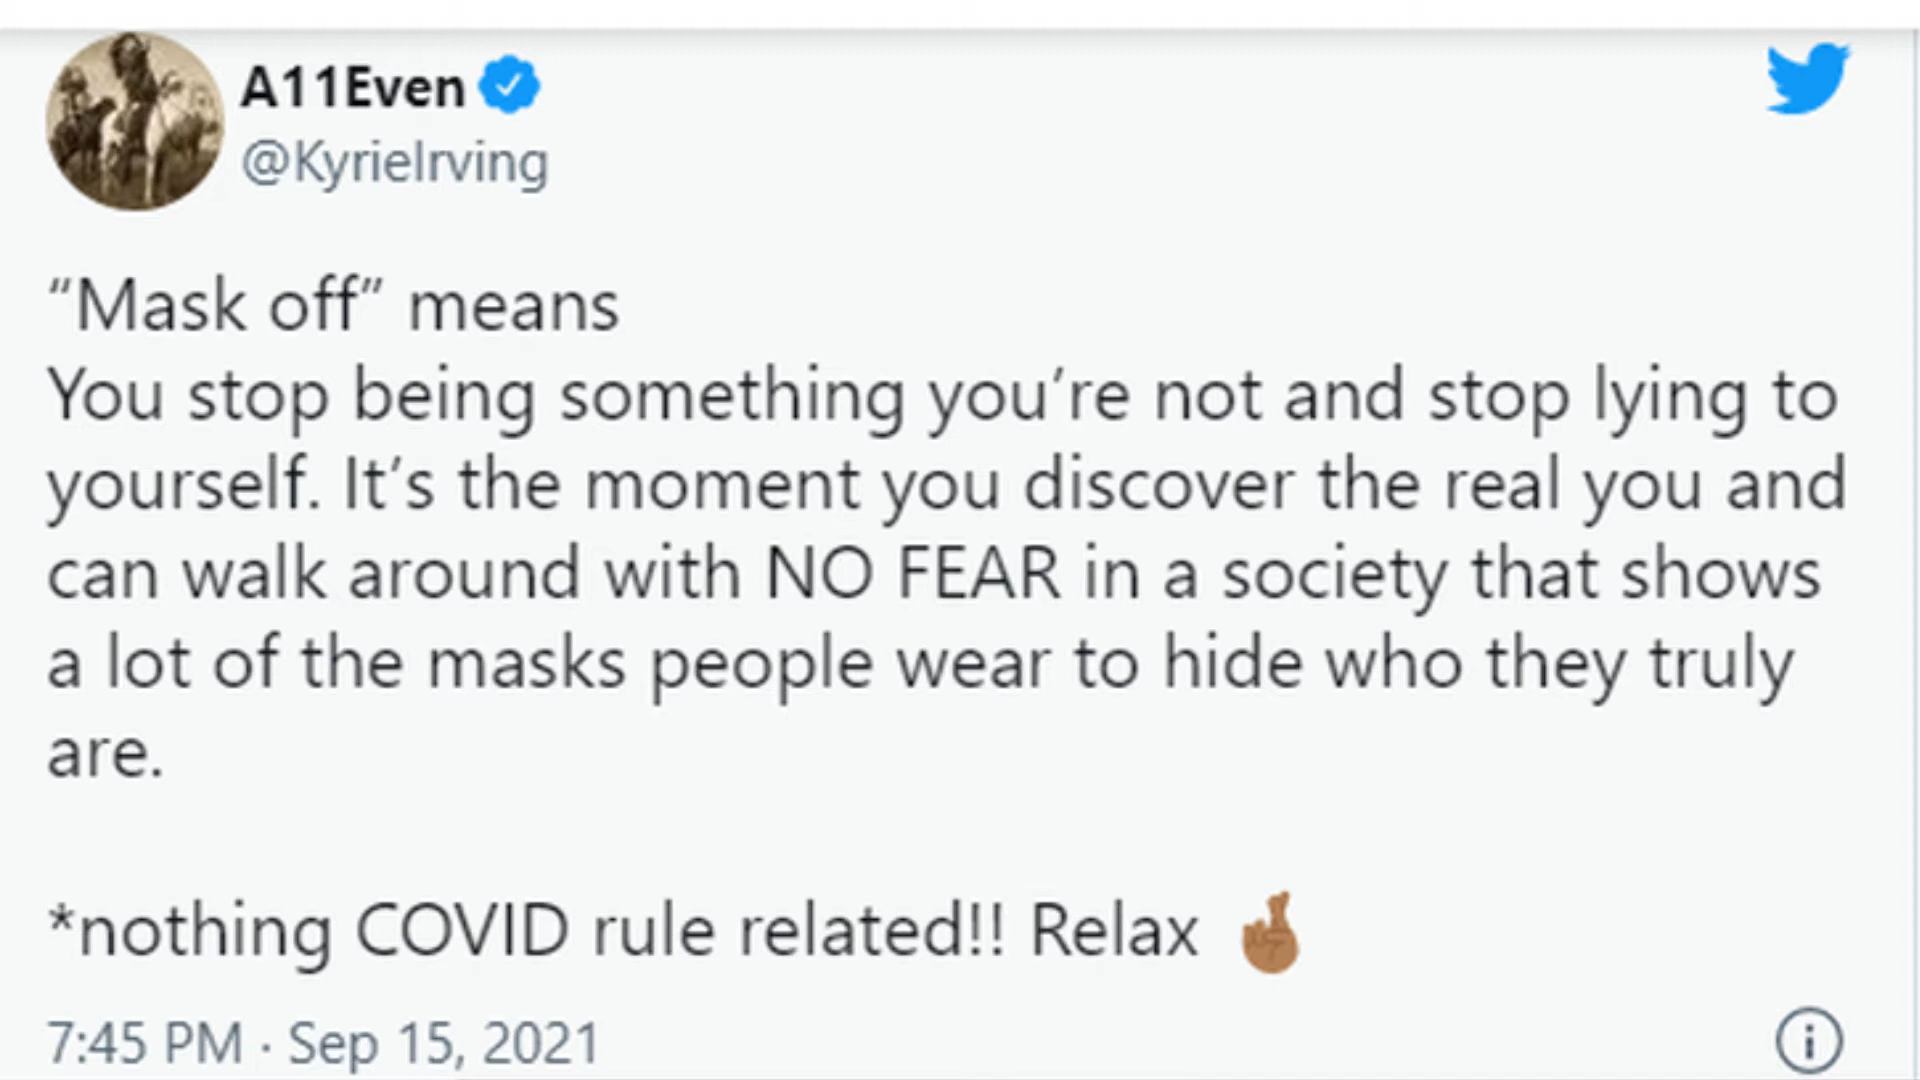 A11Even
@KyrieIrving
“Mask off” means
You stop being something you’re not and stop lying to
yourself. It’s the moment you discover the real you and
can walk around with NO FEAR in a society that shows
a lot of the masks people wear to hide who they truly
are.
*nothing COVID rule related!! Relax 🤞🏾
7:45 PM · Sep 15, 2021